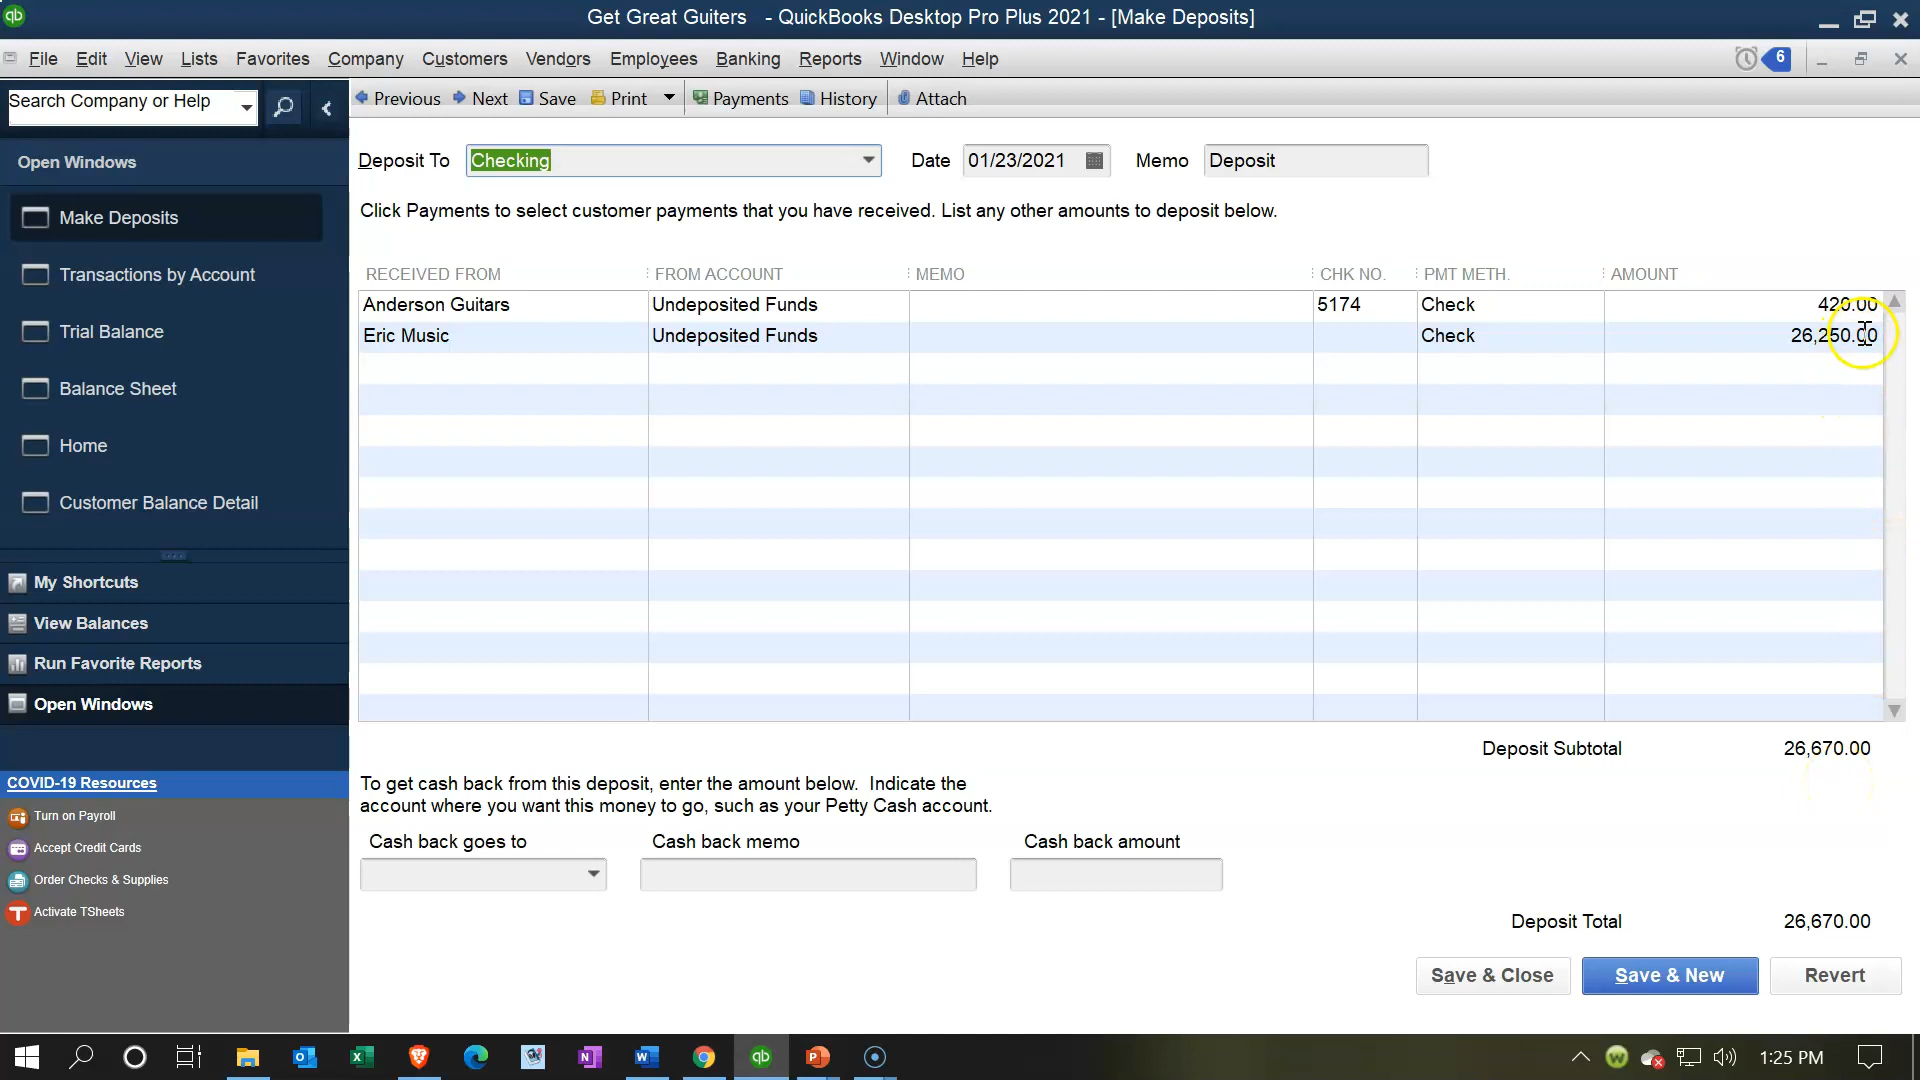 Get Great Guiters - QuickBooks Desktop Pro Plus 2021 - [Make Deposits]
File Edit View Lists Favorites Company Customers Vendors Employees Banking Reports Window Help
6
Search Company or Help
Previous Next Save Print Payments History Attach
Open Windows
Make Deposits
Transactions by Account
Trial Balance
Balance Sheet
Home
Customer Balance Detail
My Shortcuts
View Balances
Run Favorite Reports
Open Windows
COVID-19 Resources
Turn on Payroll
Accept Credit Cards
Order Checks & Supplies
Activate TSheets
Deposit To Checking Date 01/23/2021 Memo Deposit
Click Payments to select customer payments that you have received. List any other amounts to deposit below.
RECEIVED FROM FROM ACCOUNT MEMO CHK NO. PMT METH. AMOUNT
Anderson Guitars Undeposited Funds 5174 Check 420.00
Eric Music Undeposited Funds Check 26,250.00
Deposit Subtotal 26,670.00
To get cash back from this deposit, enter the amount below. Indicate the
account where you want this money to go, such as your Petty Cash account.
Cash back goes to Cash back memo Cash back amount
Deposit Total 26,670.00
Save & Close Save & New Revert
1:25 PM